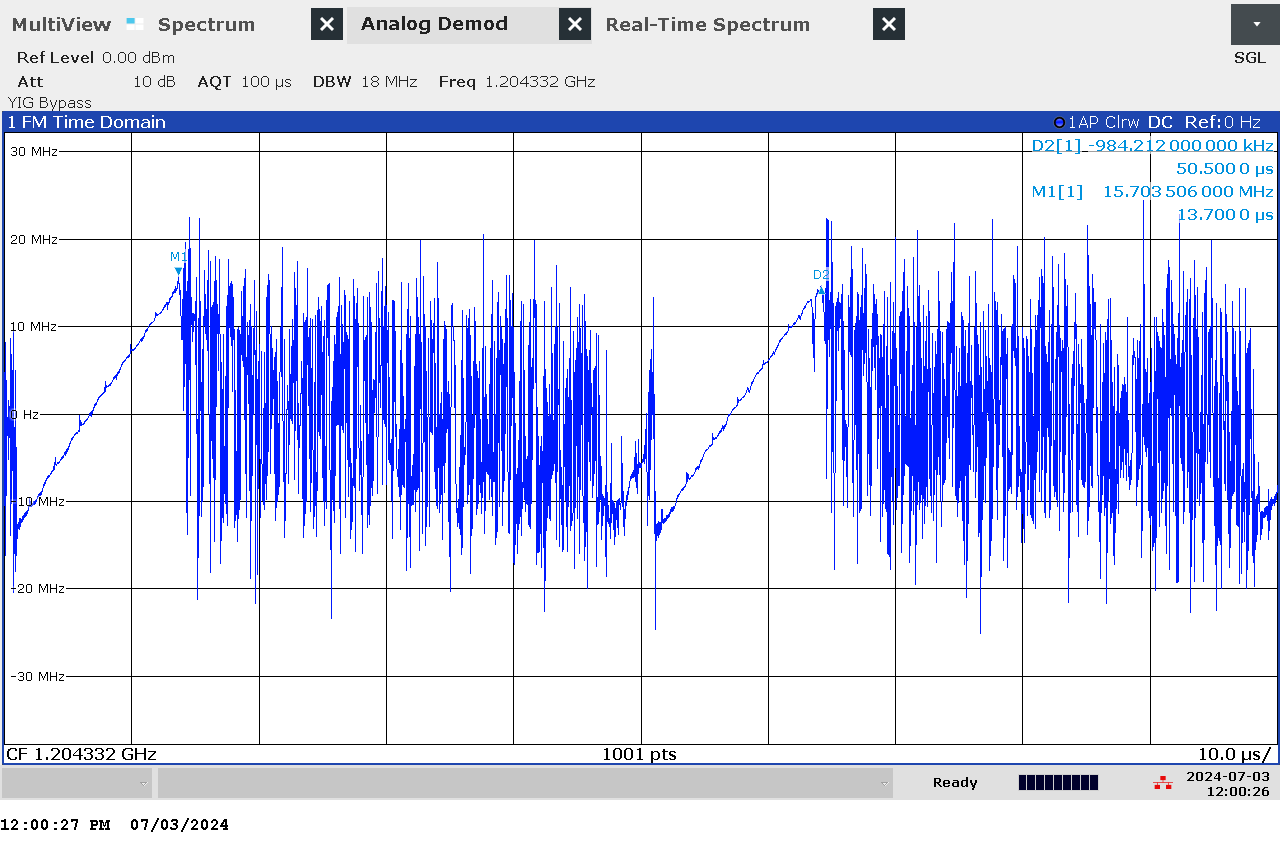 MultiView Spectrum Analog Demod Real-Time Spectrum
SGL
Ref Level 0.00 dBm
Att 10 dB AQT 100 µs DBW 18 MHz Freq 1.204332 GHz
YIG Bypass
1 FM Time Domain 1AP Clrw DC Ref:0 Hz
D2[1] -984.212 000 000 kHz
50.500 0 µs
M1[1] 15.703 506 000 MHz
13.700 0 µs
30 MHz
20 MHz
M1
D2
10 MHz
0 Hz
-10 MHz
-20 MHz
-30 MHz
CF 1.204332 GHz 1001 pts 10.0 µs/
Ready 2024-07-03
12:00:26
12:00:27 PM 07/03/2024